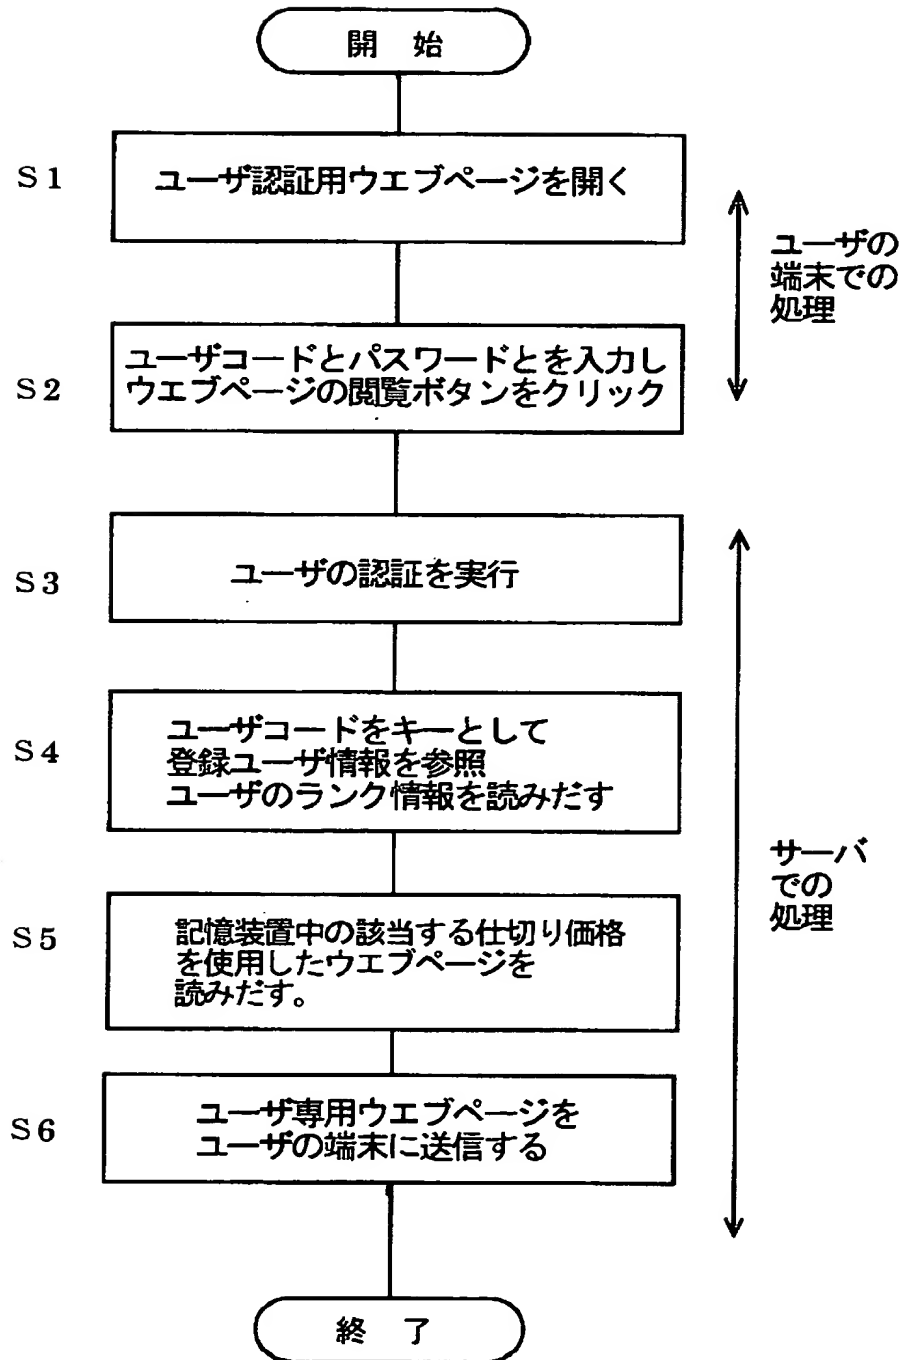 開 始
S1
ユーザ認証用ウエブページを開く
S2
ユーザコードとパスワードとを入力し
ウエブページの閲覧ボタンをクリック
ユーザの
端末での
処理
S3
ユーザの認証を実行
S4
ユーザコードをキーとして
登録ユーザ情報を参照
ユーザのランク情報を読みだす
S5
記憶装置中の該当する仕切り価格
を使用したウエブページを
読みだす。
S6
ユーザ専用ウエブページを
ユーザの端末に送信する
サーバ
での
処理
終 了